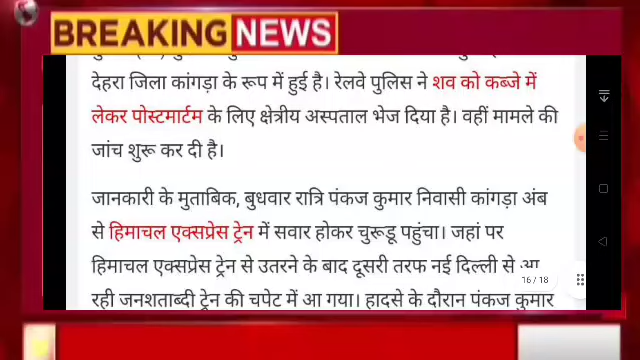 BREAKING NEWS
देहरा जिला कांगड़ा के रूप में हुई है। रेलवे पुलिस ने शव को कब्जे में
लेकर पोस्टमार्टम के लिए क्षेत्रीय अस्पताल भेज दिया है। वहीं मामले की
जांच शुरू कर दी है।
जानकारी के मुताबिक, बुधवार रात्रि पंकज कुमार निवासी कांगड़ा अंब
से हिमाचल एक्सप्रेस ट्रेन में सवार होकर चुरूडू पहुंचा। जहां पर
हिमाचल एक्सप्रेस ट्रेन से उतरने के बाद दूसरी तरफ नई दिल्ली से आ
16/18
रही जनशताब्दी ट्रेन की चपेट में आ गया। हादसे के दौरान पंकज कुमार